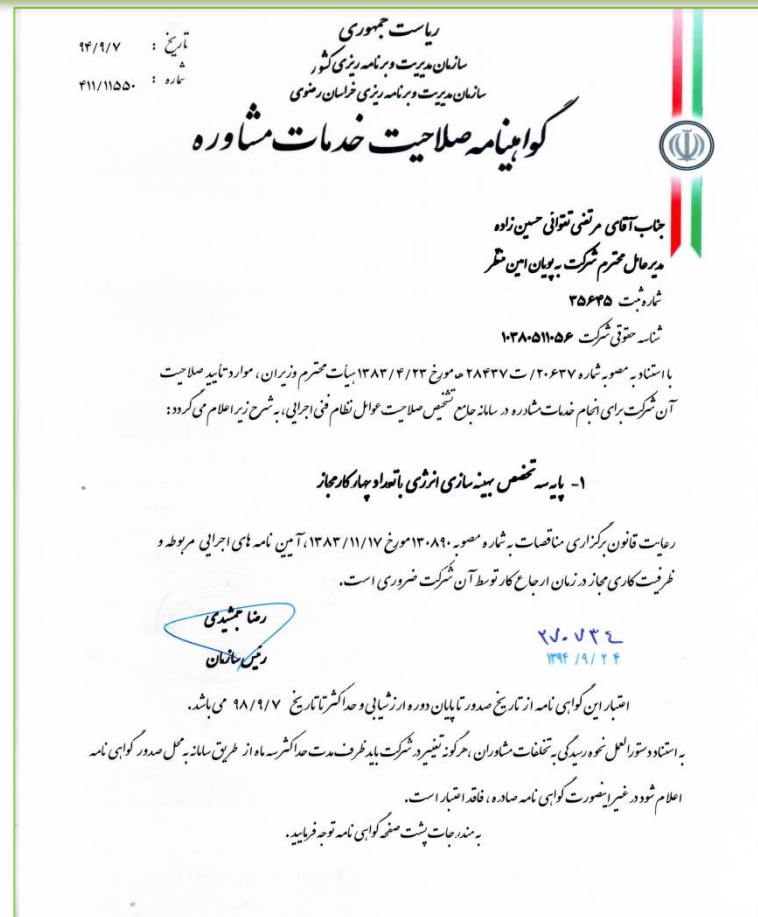 ریاست جمهوری
سازمان مدیریت و برنامه ریزی کشور
سازمان مدیریت و برنامه ریزی خراسان رضوی
تاریخ : ۹۴/۹/۷
شماره : ۴۱۱/۱۱۵۵۰
گواهینامه صلاحیت خدمات مشاوره
جناب آقای مرتضی تقوائی حسین زاده
مدیرعامل محترم شرکت به پویان امین منظر
شماره ثبت ۳۵۶۴۵
شناسه حقوقی شرکت ۱۰۳۸۰۵۱۱۰۵۶
با استناد به مصوبه شماره ۲۰۶۳۷/ ت ۲۸۴۳۷ ه مورخ ۱۳۸۳/۴/۲۳ هیأت محترم وزیران ، موارد تأیید صلاحیت
آن شرکت برای انجام خدمات مشاوره در سامانه جامع تشخیص صلاحیت عوامل نظام فنی اجرایی، به شرح زیر اعلام می گردد :
۱- پایه سه تخصص بهینه سازی انرژی با تعداد چهار کار مجاز
رعایت قانون برگزاری مناقصات به شماره مصوبه ۱۳۰۸۹۰ مورخ ۱۳۸۳/۱۱/۱۷ ، آیین نامه های اجرایی مربوطه و
ظرفیت کاری مجاز در زمان ارجاع کار توسط آن شرکت ضروری است.
رضا جمشیدی
رئیس سازمان
۲۷۰۷۳۴
۱۳۹۴ /۹/ ۲۴
اعتبار این گواهی نامه از تاریخ صدور تا پایان دوره ارزشیابی و حداکثر تا تاریخ ۹۸/۹/۷ می باشد.
به استناد دستورالعمل نحوه رسیدگی به تخلفات مشاوران ، هرگونه تغییر در شرکت باید ظرف مدت حداکثر سه ماه از طریق سامانه به محل صدور گواهی نامه
اعلام شود در غیر اینصورت گواهی نامه صادره ، فاقد اعتبار است.
به مندرجات پشت صفحه گواهی نامه توجه فرمایید.